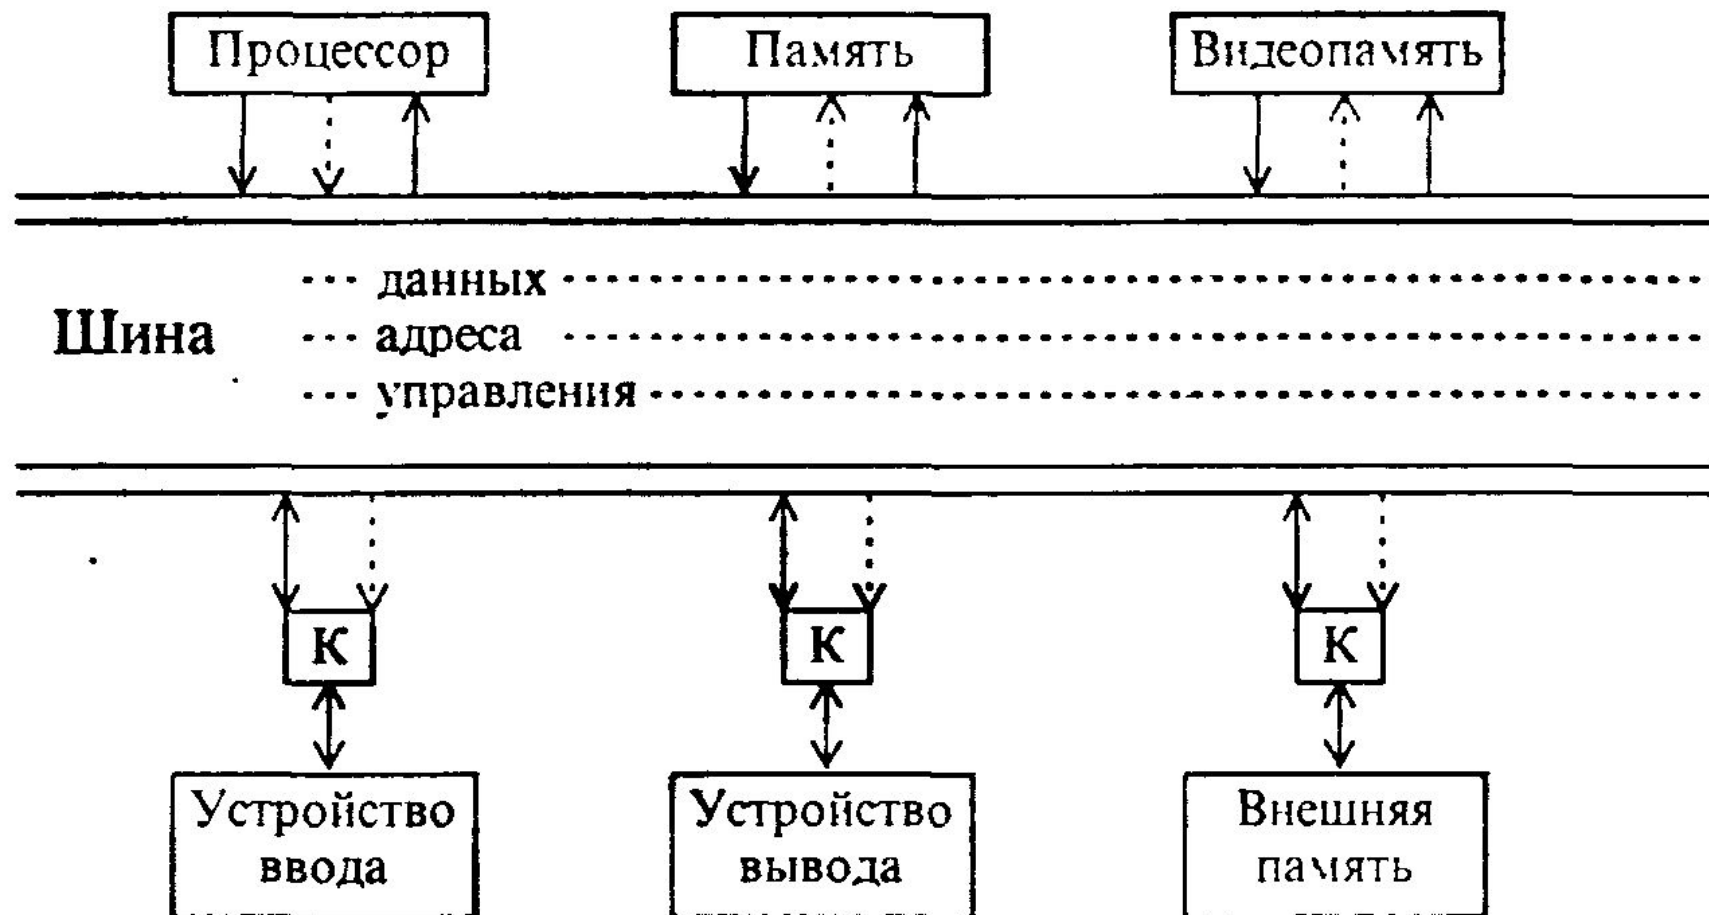 Процессор
Память
Видеопамять
данных
Шина
адреса
управления
К
К
К
Устройство
ввода
Устройство
вывода
Внешняя
память